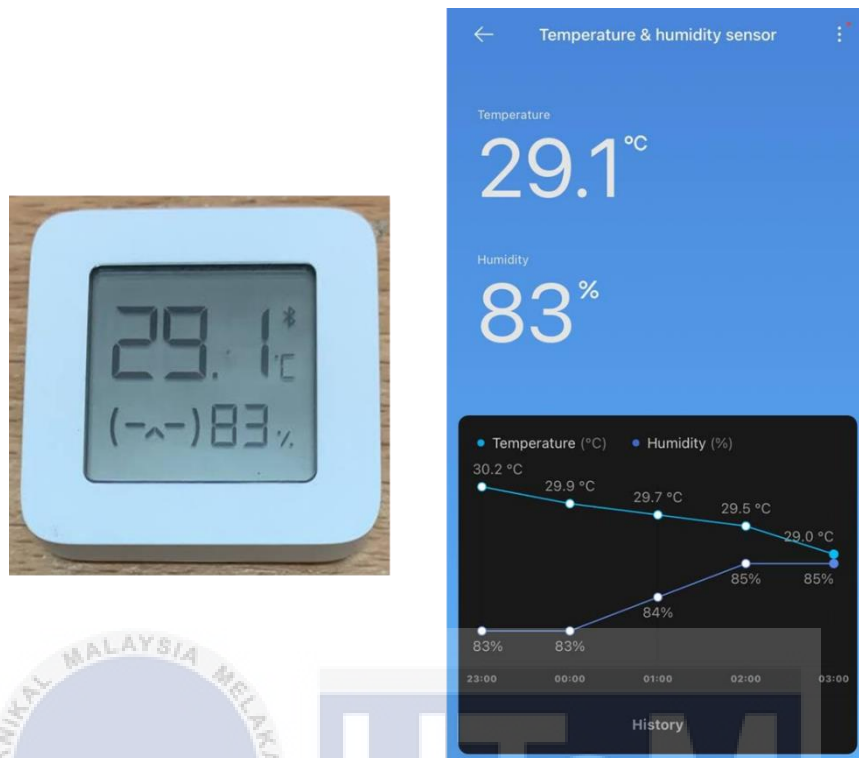 29.1 °C
(-^-) 83 %
Temperature & humidity sensor
Temperature
29.1 °C
Humidity
83 %
Temperature (°C) Humidity (%)
30.2 °C
29.9 °C
29.7 °C
29.5 °C
29.0 °C
85% 85%
84%
83% 83%
23:00 00:00 01:00 02:00 03:00
History
MALAYSIA